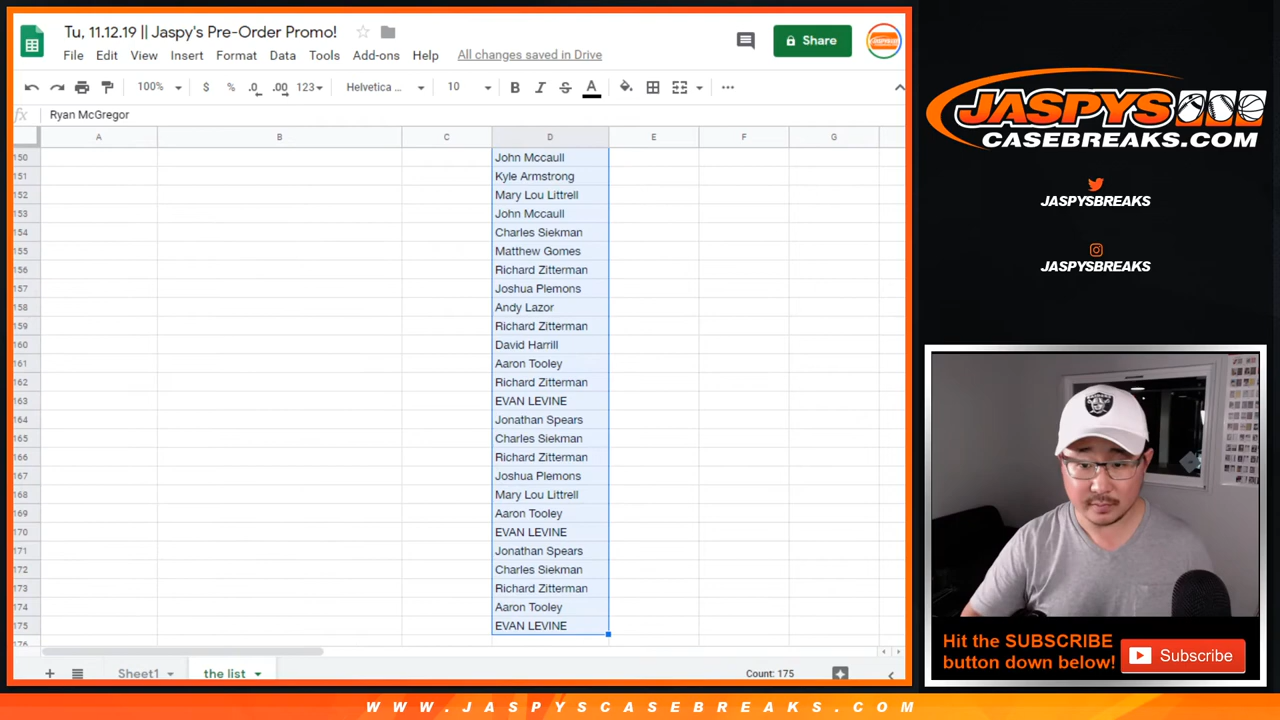 Tu, 11.12.19 || Jaspy's Pre-Order Promo!
File Edit View Insert Format Data Tools Add-ons Help All changes saved in Drive
Share
100% $ % .0 .00 123 Helvetica ... 10 B I S A
fx Ryan McGregor
A B C D E F G
150 John Mccaull
151 Kyle Armstrong
152 Mary Lou Littrell
153 John Mccaull
154 Charles Siekman
155 Matthew Gomes
156 Richard Zitterman
157 Joshua Plemons
158 Andy Lazor
159 Richard Zitterman
160 David Harrill
161 Aaron Tooley
162 Richard Zitterman
163 EVAN LEVINE
164 Jonathan Spears
165 Charles Siekman
166 Richard Zitterman
167 Joshua Plemons
168 Mary Lou Littrell
169 Aaron Tooley
170 EVAN LEVINE
171 Jonathan Spears
172 Charles Siekman
173 Richard Zitterman
174 Aaron Tooley
175 EVAN LEVINE
176
Sheet1 the list Count: 175
JASPYS
CASEBREAKS.COM
JASPYSBREAKS
JASPYSBREAKS
RAIDERS
Hit the SUBSCRIBE
button down below!
Subscribe
WWW.JASPYSCASEBREAKS.COM